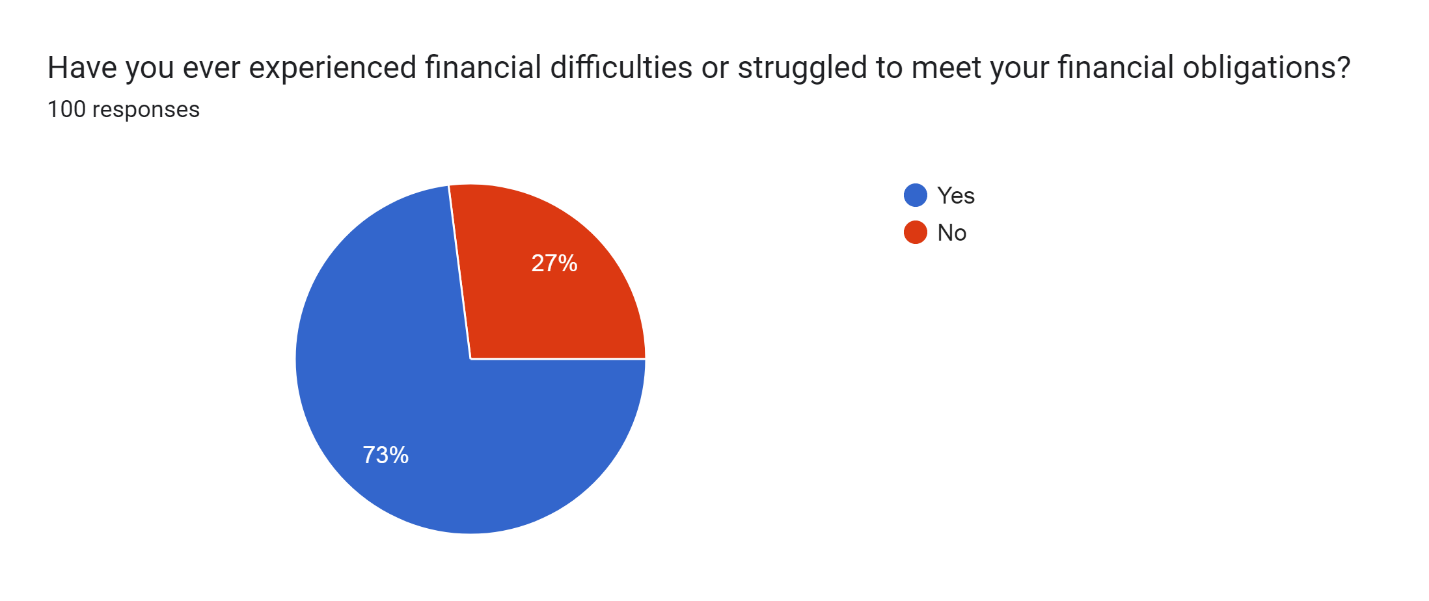 Have you ever experienced financial difficulties or struggled to meet your financial obligations?
100 responses
Yes
No
27%
73%